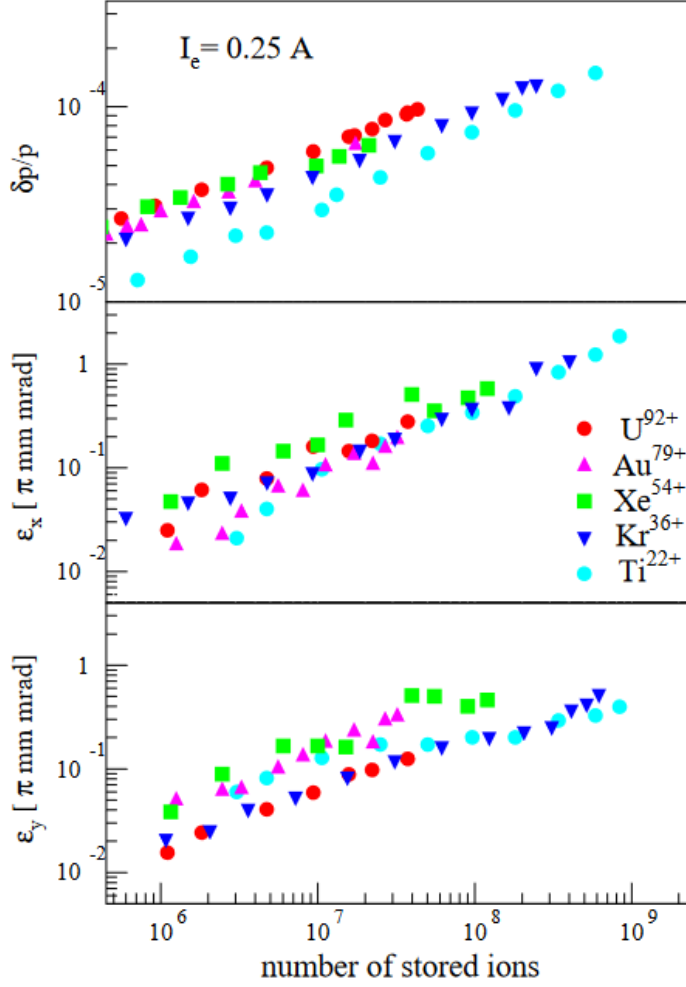 I_e = 0.25 A
δp/p
10^-4
10^-5
ε_x [ π mm mrad]
1
10^-1
10^-2
U^92+
Au^79+
Xe^54+
Kr^36+
Ti^22+
ε_y [ π mm mrad]
1
10^-1
10^-2
10^6 10^7 10^8 10^9
number of stored ions